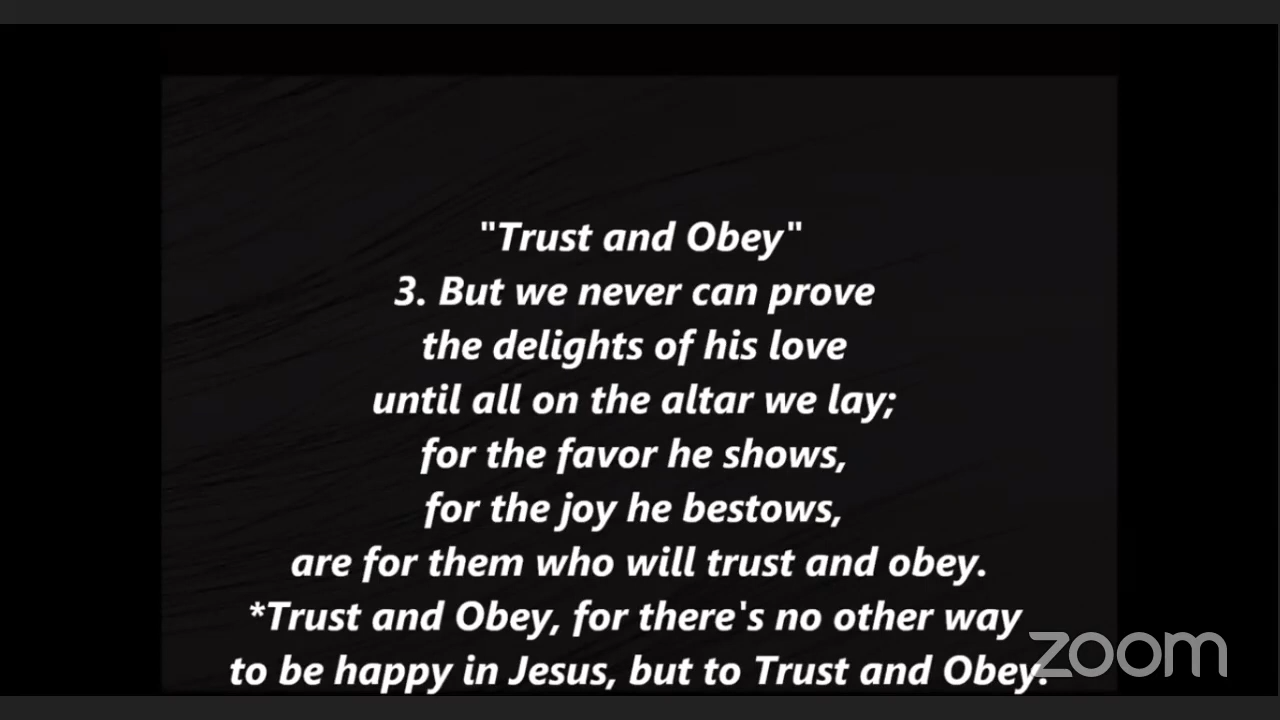 "Trust and Obey"
3. But we never can prove
the delights of his love
until all on the altar we lay;
for the favor he shows,
for the joy he bestows,
are for them who will trust and obey.
*Trust and Obey, for there's no other way
to be happy in Jesus, but to Trust and Obey.
zoom